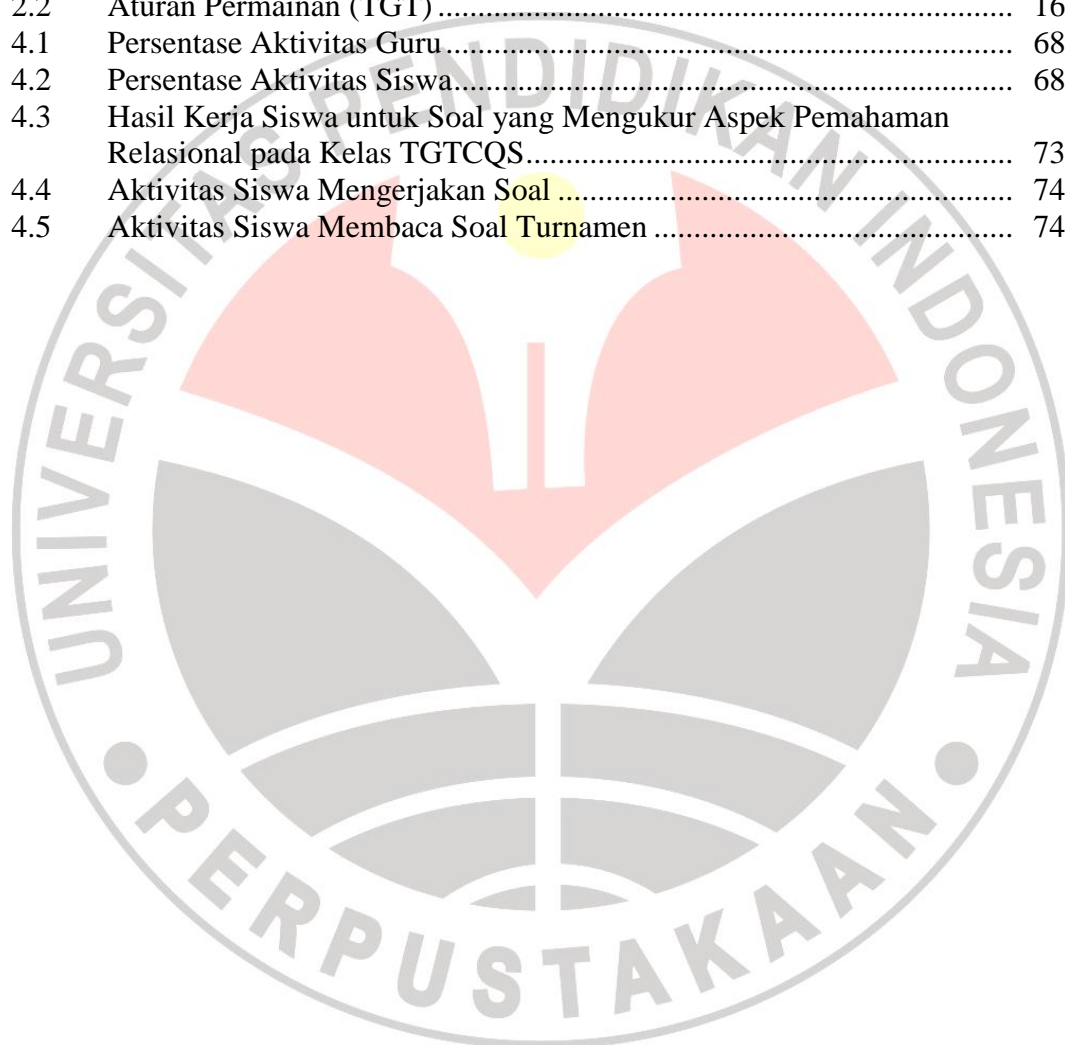 2.2 Aturan Permainan (TGT) ........................................................................ 16
4.1 Persentase Aktivitas Guru ....................................................................... 68
4.2 Persentase Aktivitas Siswa ...................................................................... 68
4.3 Hasil Kerja Siswa untuk Soal yang Mengukur Aspek Pemahaman
Relasional pada Kelas TGTCQS ............................................................. 73
4.4 Aktivitas Siswa Mengerjakan Soal ......................................................... 74
4.5 Aktivitas Siswa Membaca Soal Turnamen ............................................. 74
UNIVERSITAS PENDIDIKAN INDONESIA
PERPUSTAKAAN